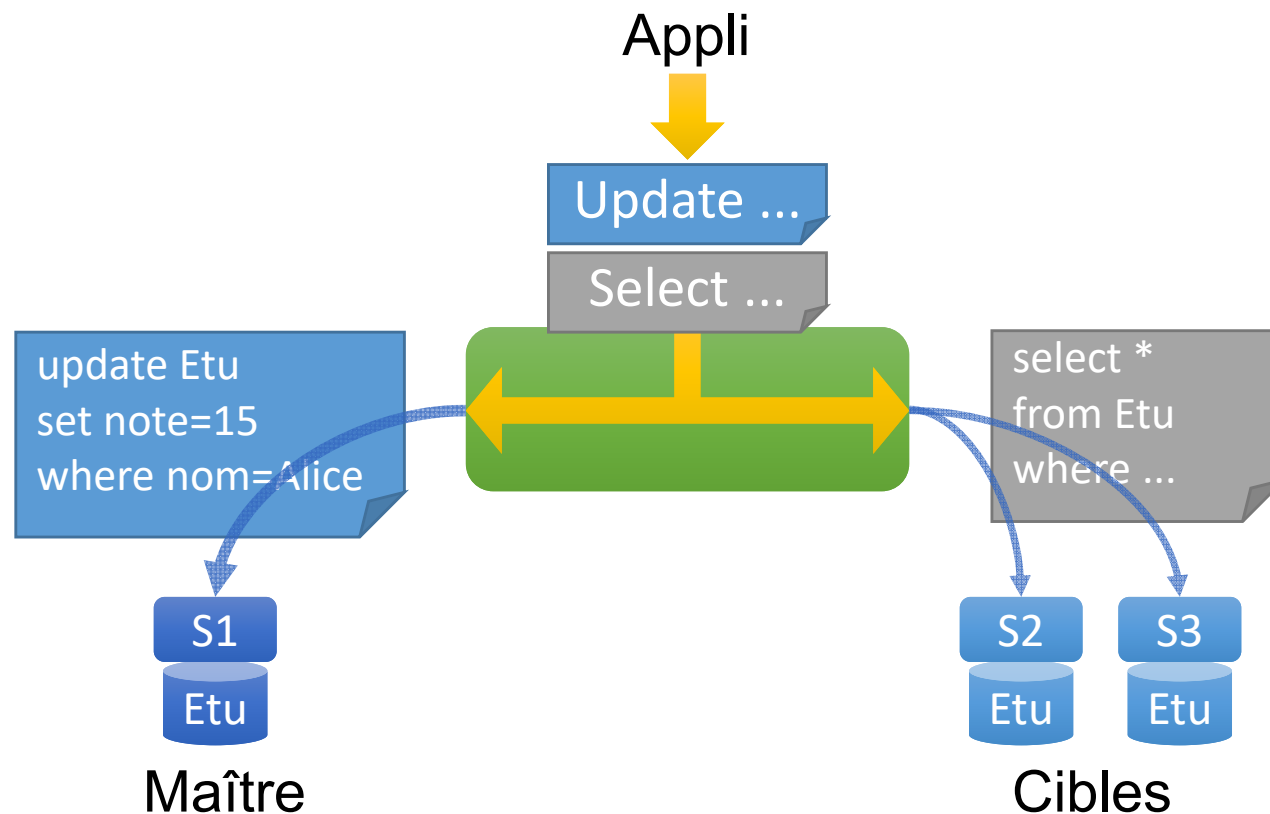 Appli
Update ...
Select ...
update Etu
set note=15
where nom=Alice
select *
from Etu
where ...
S1
Etu
Maître
S2
S3
Etu
Etu
Cibles